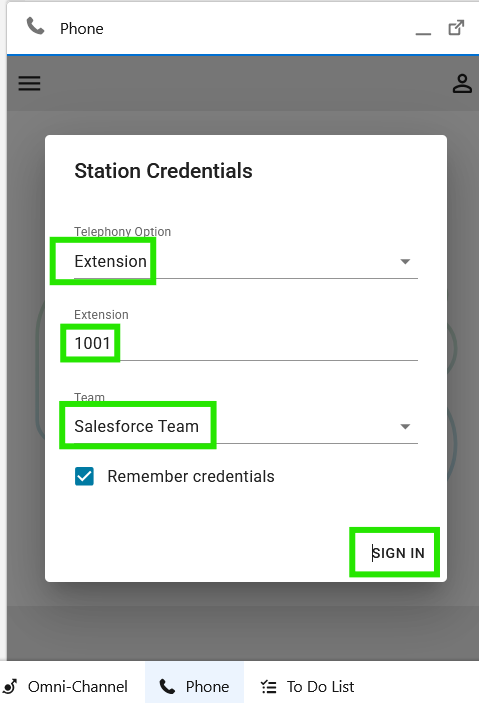 Phone
Station Credentials
Telephony Option
Extension
Extension
1001
Team
Salesforce Team
Remember credentials
SIGN IN
Omni-Channel Phone To Do List